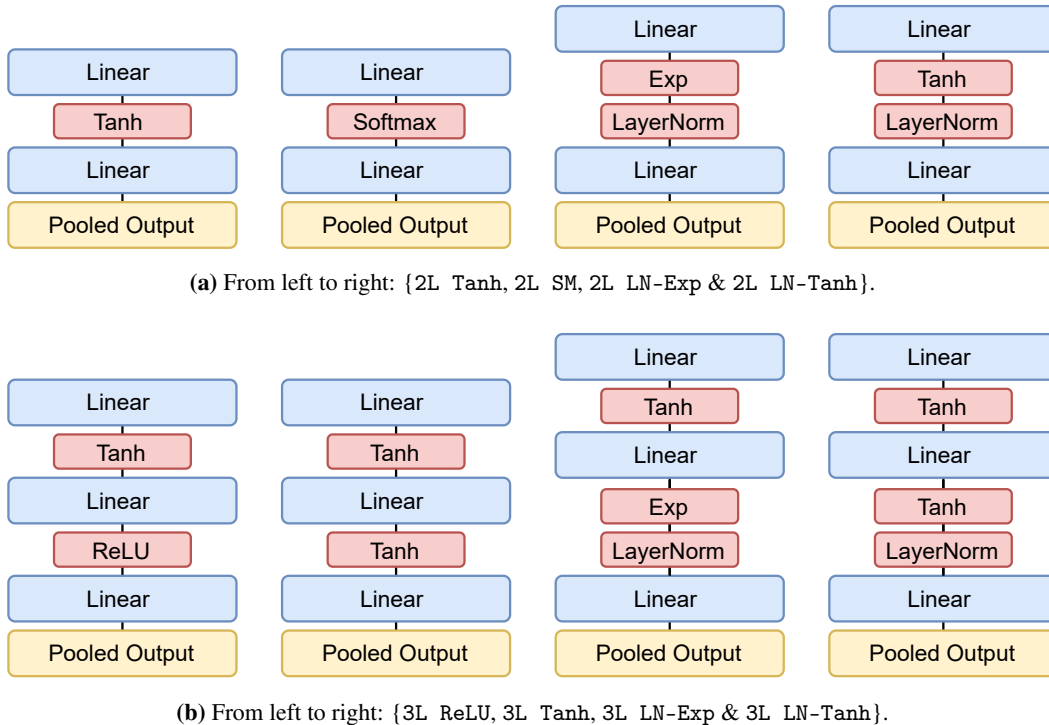 Linear
Tanh
Linear
Pooled Output
Linear
Softmax
Linear
Pooled Output
Linear
Exp
LayerNorm
Linear
Pooled Output
Linear
Tanh
LayerNorm
Linear
Pooled Output
(a) From left to right: {2L Tanh, 2L SM, 2L LN-Exp & 2L LN-Tanh}.
Linear
Tanh
Linear
ReLU
Linear
Pooled Output
Linear
Tanh
Linear
Tanh
Linear
Pooled Output
Linear
Tanh
Linear
Exp
LayerNorm
Linear
Pooled Output
Linear
Tanh
Linear
Tanh
LayerNorm
Linear
Pooled Output
(b) From left to right: {3L ReLU, 3L Tanh, 3L LN-Exp & 3L LN-Tanh}.